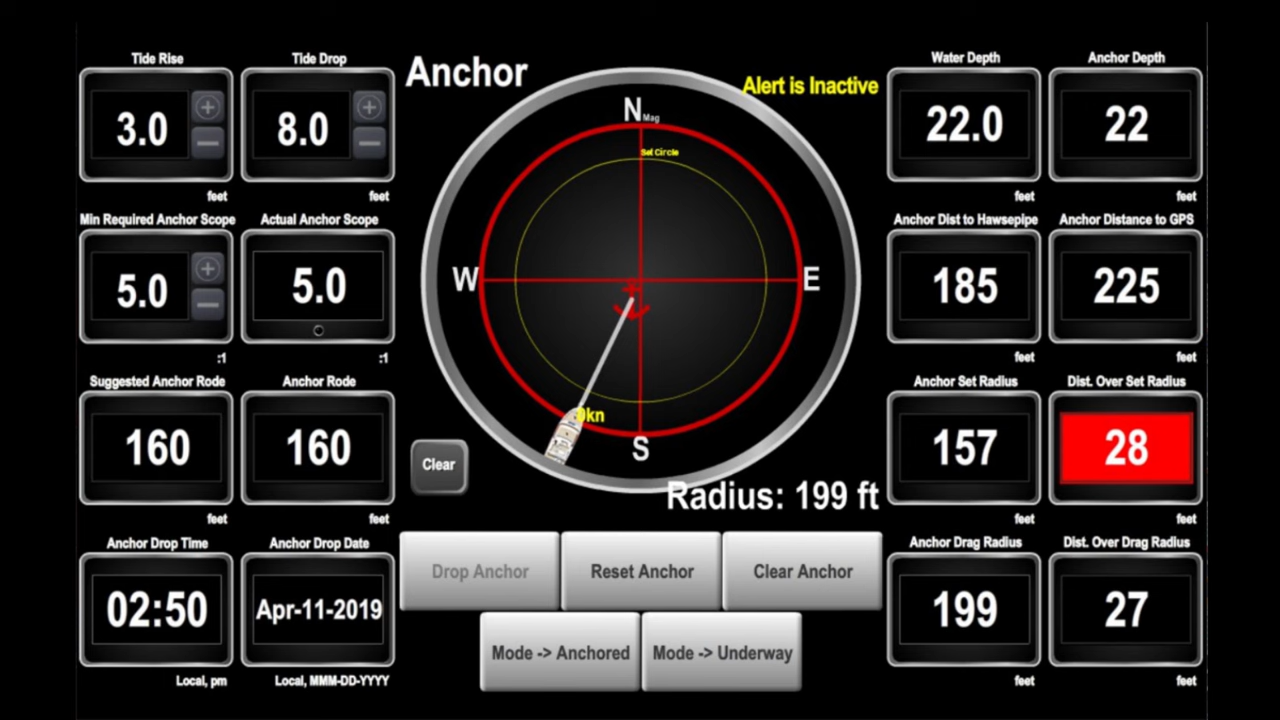 Tide Rise
3.0
feet
Tide Drop
8.0
feet
Min Required Anchor Scope
5.0
:1
Actual Anchor Scope
5.0
:1
Suggested Anchor Rode
160
feet
Anchor Rode
160
feet
Anchor Drop Time
02:50
Local, pm
Anchor Drop Date
Apr-11-2019
Local, MMM-DD-YYYY
Anchor
Alert is Inactive
N Mag
Set Circle
W
E
0kn
S
Clear
Radius: 199 ft
Drop Anchor
Reset Anchor
Clear Anchor
Mode -> Anchored
Mode -> Underway
Water Depth
22.0
feet
Anchor Depth
22
feet
Anchor Dist to Hawsepipe
185
feet
Anchor Distance to GPS
225
feet
Anchor Set Radius
157
feet
Dist. Over Set Radius
28
feet
Anchor Drag Radius
199
feet
Dist. Over Drag Radius
27
feet